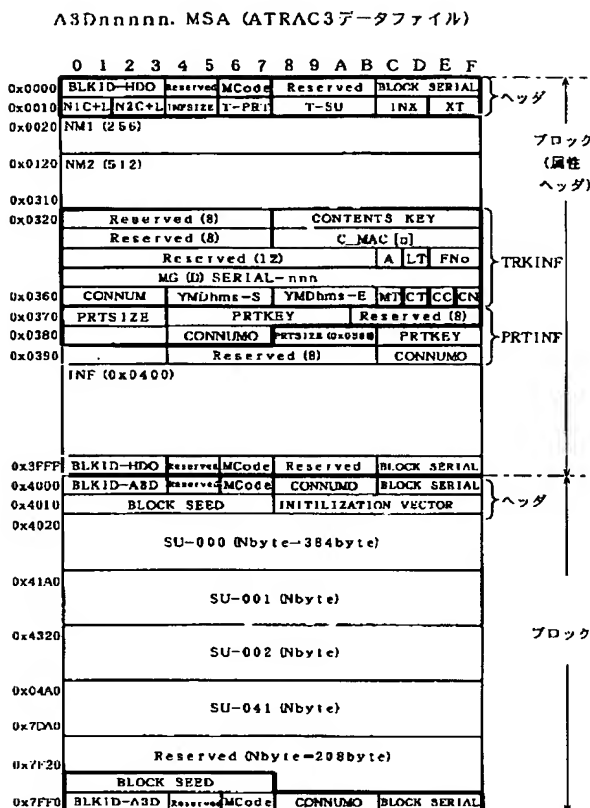 A3Dnnnnn. MSA (ATRAC3データファイル)
0 1 2 3 4 5 6 7 8 9 A B C D E F
0x0000 BLKID-HD0 Reserved MCode Reserved BLOCK SERIAL
0x0010 N1C+L N2C+L INFSIZE T-PRT T-SU INX XT
ヘッダ
0x0020 NM1 (256)
0x0120 NM2 (512)
ブロック
(属性
ヘッダ)
0x0310
0x0320 Reserved (8) CONTENTS KEY
Reserved (8) C_MAC [n]
Reserved (12) A LT FNo
MG (D) SERIAL-nnn
TRKINF
0x0360 CONNUM YMDhms-S YMDhms-E MT CT CC CN
0x0370 PRTSIZE PRTKEY Reserved (8)
0x0380 CONNUMO PRTSIZE (0x0388) PRTKEY
PRTINF
0x0390 Reserved (8) CONNUMO
INF (0x0400)
0x3FFF BLKID-HD0 Reserved MCode Reserved BLOCK SERIAL
0x4000 BLKID-A3D Reserved MCode CONNUMO BLOCK SERIAL
0x4010 BLOCK SEED INITILIZATION VECTOR
ヘッダ
0x4020
SU-000 (Nbyte=384byte)
0x41A0
SU-001 (Nbyte)
0x4320
SU-002 (Nbyte)
ブロック
0x04A0
SU-041 (Nbyte)
0x7DA0
Reserved (Nbyte=208byte)
0x7F20
BLOCK SEED
0x7FF0 BLKID-A3D Reserved MCode CONNUMO BLOCK SERIAL